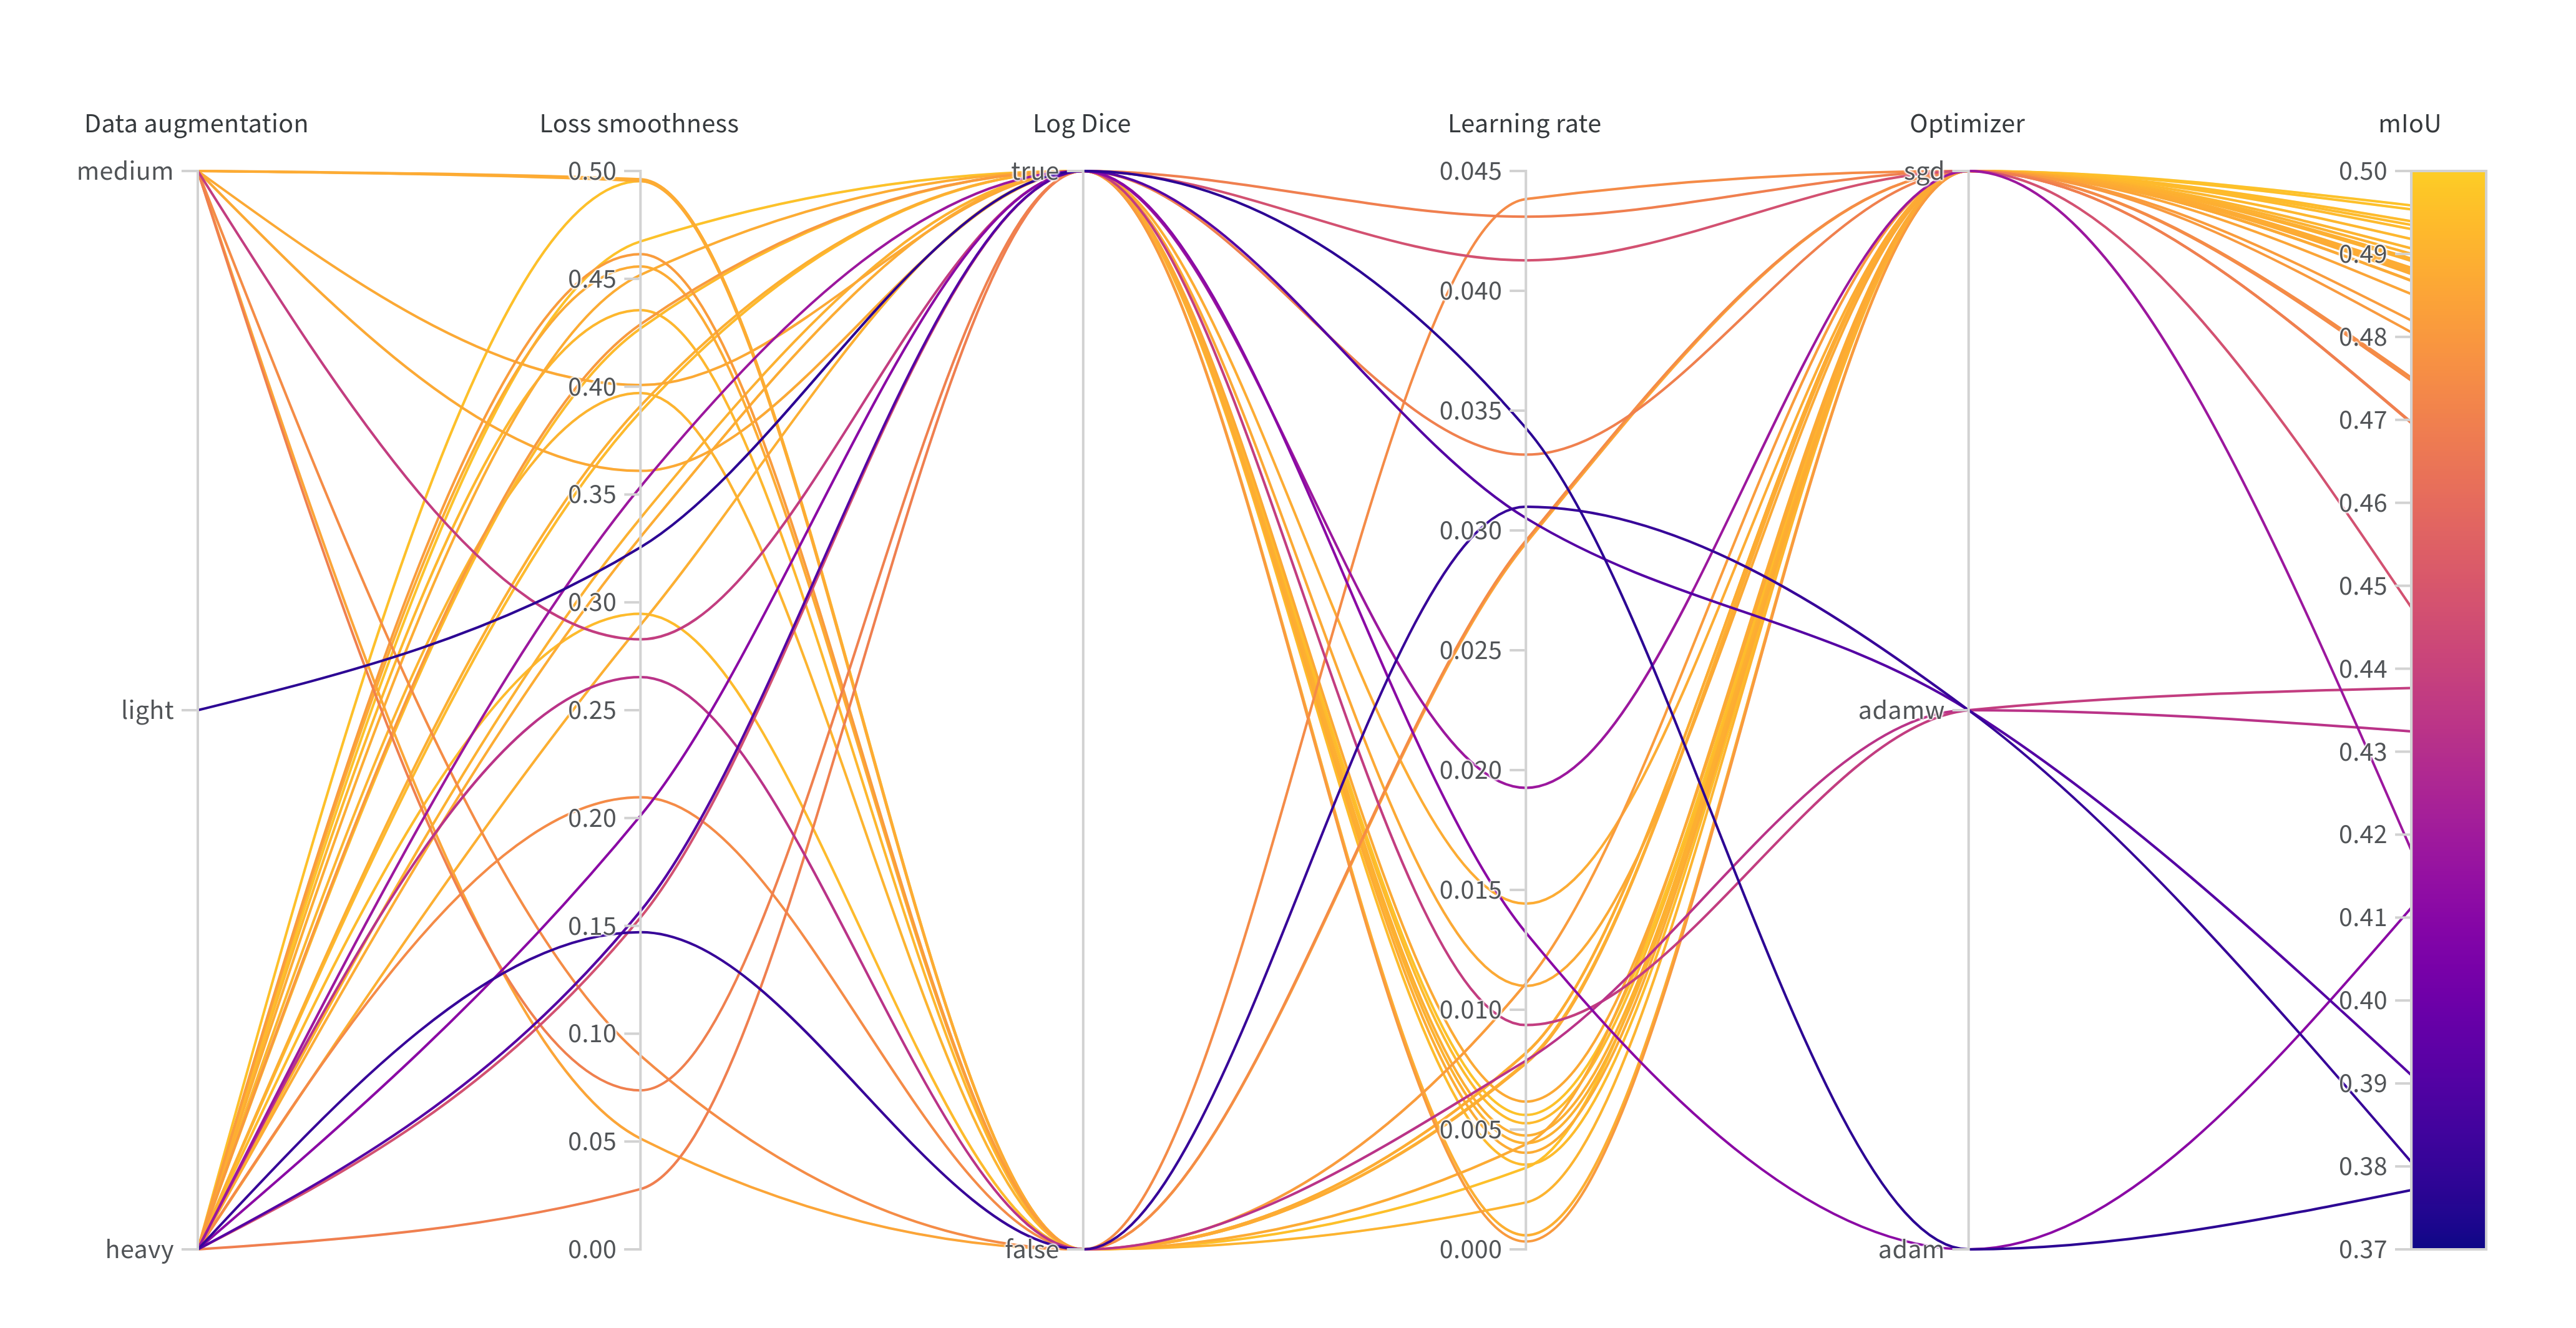 Data augmentation
Loss smoothness
Log Dice
Learning rate
Optimizer
mIoU
medium
light
heavy
0.50
0.45
0.40
0.35
0.30
0.25
0.20
0.15
0.10
0.05
0.00
true
false
0.045
0.040
0.035
0.030
0.025
0.020
0.015
0.010
0.005
0.000
sgd
adamw
adam
0.50
0.49
0.48
0.47
0.46
0.45
0.44
0.43
0.42
0.41
0.40
0.39
0.38
0.37